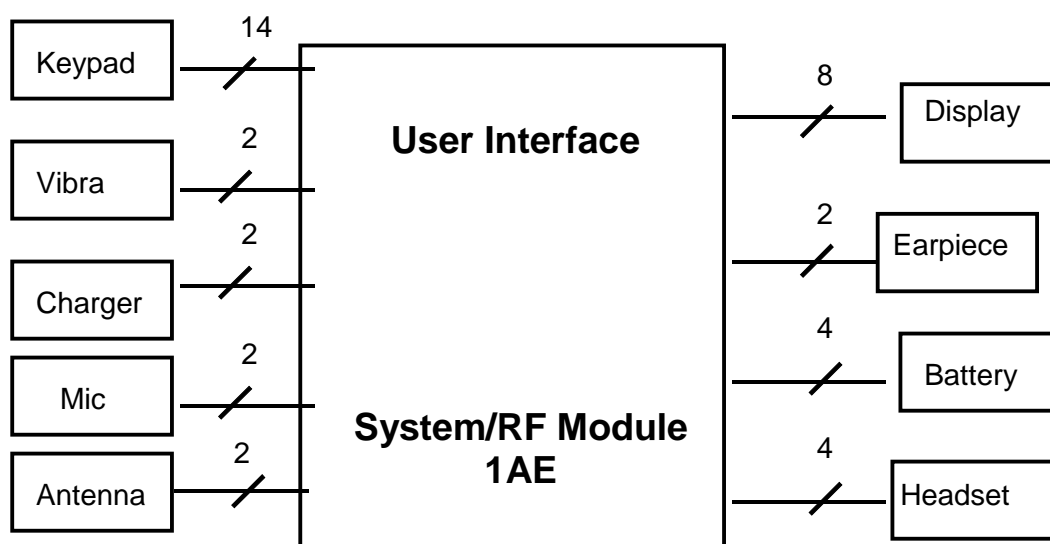 14
Keypad
2
Vibra
2
Charger
2
Mic
2
Antenna
User Interface
System/RF Module
1AE
8
Display
2
Earpiece
4
Battery
4
Headset